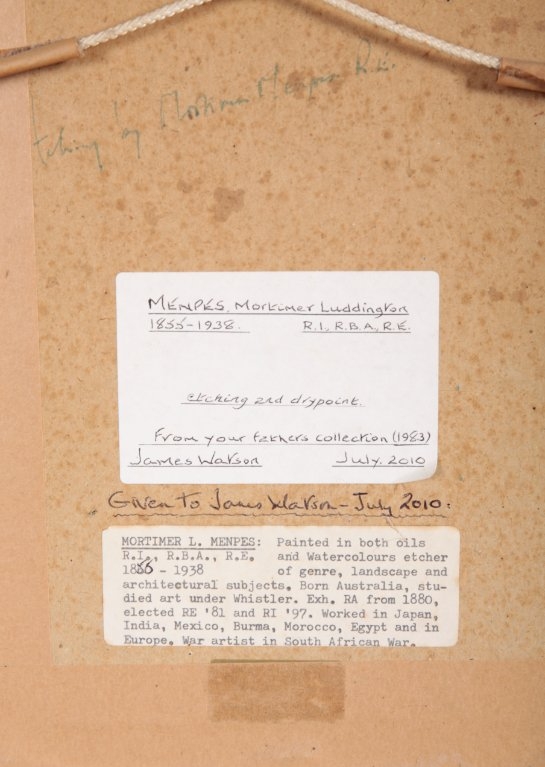 etching by Mortimer Menpes R.E.
MENPES, Mortimer Luddington
1855-1938. R.I., R.B.A., R.E.
etching and drypoint.
From your fathers collection (1983)
James Watson July. 2010
Given To James Watson - July 2010.
MORTIMER L. MENPES: Painted in both oils
R.I., R.B.A., R.E. and Watercolours etcher
1855 - 1938 of genre, landscape and
architectural subjects. Born Australia, stu-
died art under Whistler. Exh. RA from 1880,
elected RE '81 and RI '97. Worked in Japan,
India, Mexico, Burma, Morocco, Egypt and in
Europe. War artist in South African War.